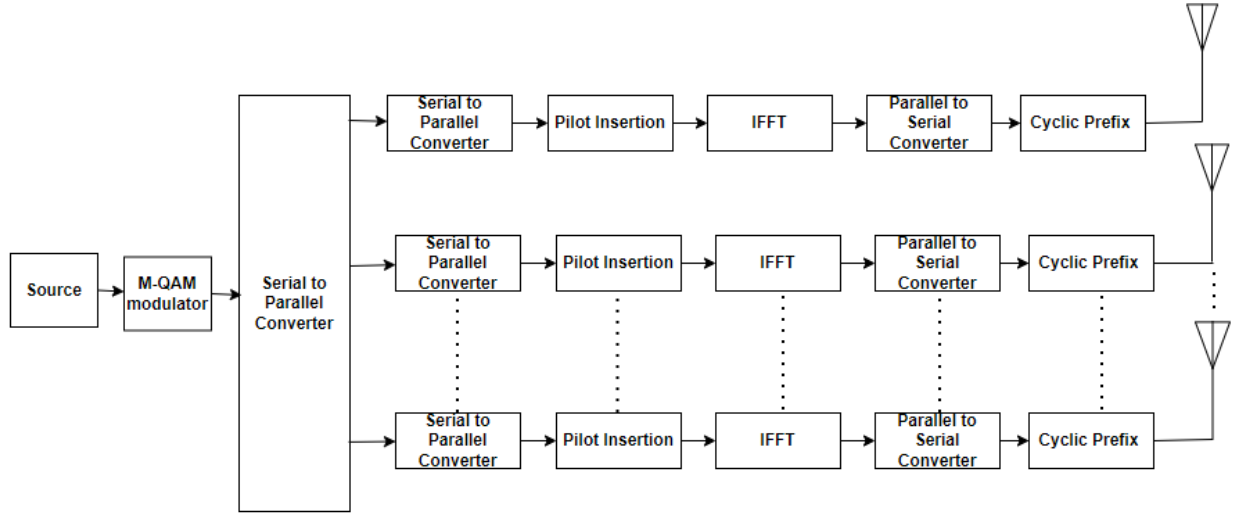 Serial to
Parallel
Converter
Pilot Insertion
IFFT
Parallel to
Serial
Converter
Cyclic Prefix
Source
M-QAM
modulator
Serial to
Parallel
Converter
Serial to
Parallel
Converter
Pilot Insertion
IFFT
Parallel to
Serial
Converter
Cyclic Prefix
Serial to
Parallel
Converter
Pilot Insertion
IFFT
Parallel to
Serial
Converter
Cyclic Prefix